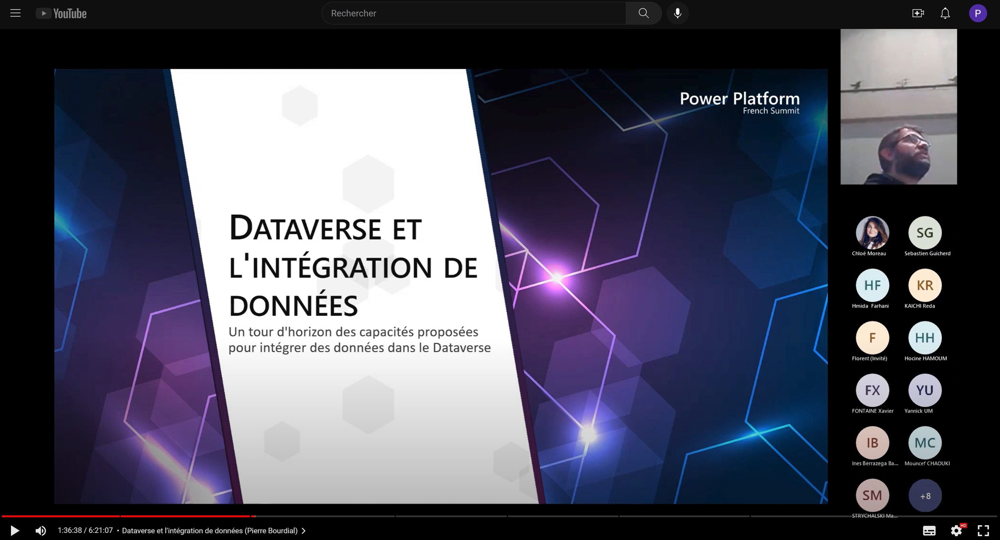 YouTube
Rechercher
P
Power Platform
French Summit
DATAVERSE ET
L'INTÉGRATION DE
DONNÉES
Un tour d'horizon des capacités proposées
pour intégrer des données dans le Dataverse
SG
Chloé Moreau
Sebastien Guicherd
HF
KR
Hmida Farhani
KAICHI Reda
F
HH
Florent (Invité)
Hocine HAMOUM
FX
YU
FONTAINE Xavier
Yannick UM
IB
MC
Ines Berrazega Ba...
Mouncef CHAOUKI
SM
+8
STRYCHALSKI Ma...
1:36:38 / 6:21:07 • Dataverse et l'intégration de données (Pierre Bourdial)
HD